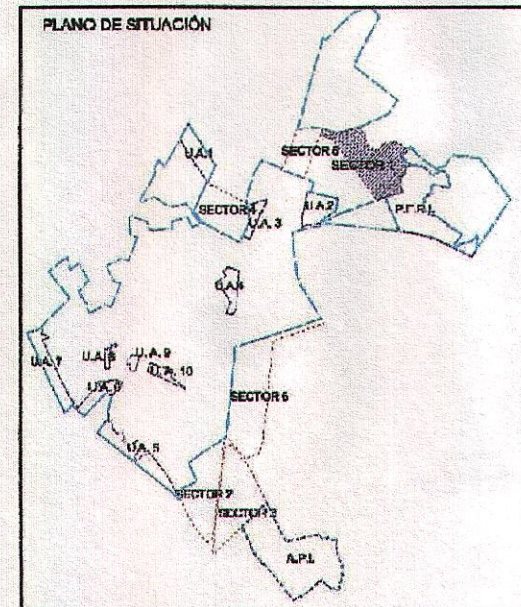 PLANO DE SITUACIÓN
U.A.1
SECTOR 6
SECTOR 1
SECTOR 4
U.A. 3
U.A.2
P.E.R.I.
U.A.4
U.A. 7
U.A.8
U.A. 9
U.A. 10
U.A. 6
SECTOR 5
U.A. 5
SECTOR 2
SECTOR 3
A.P.I.